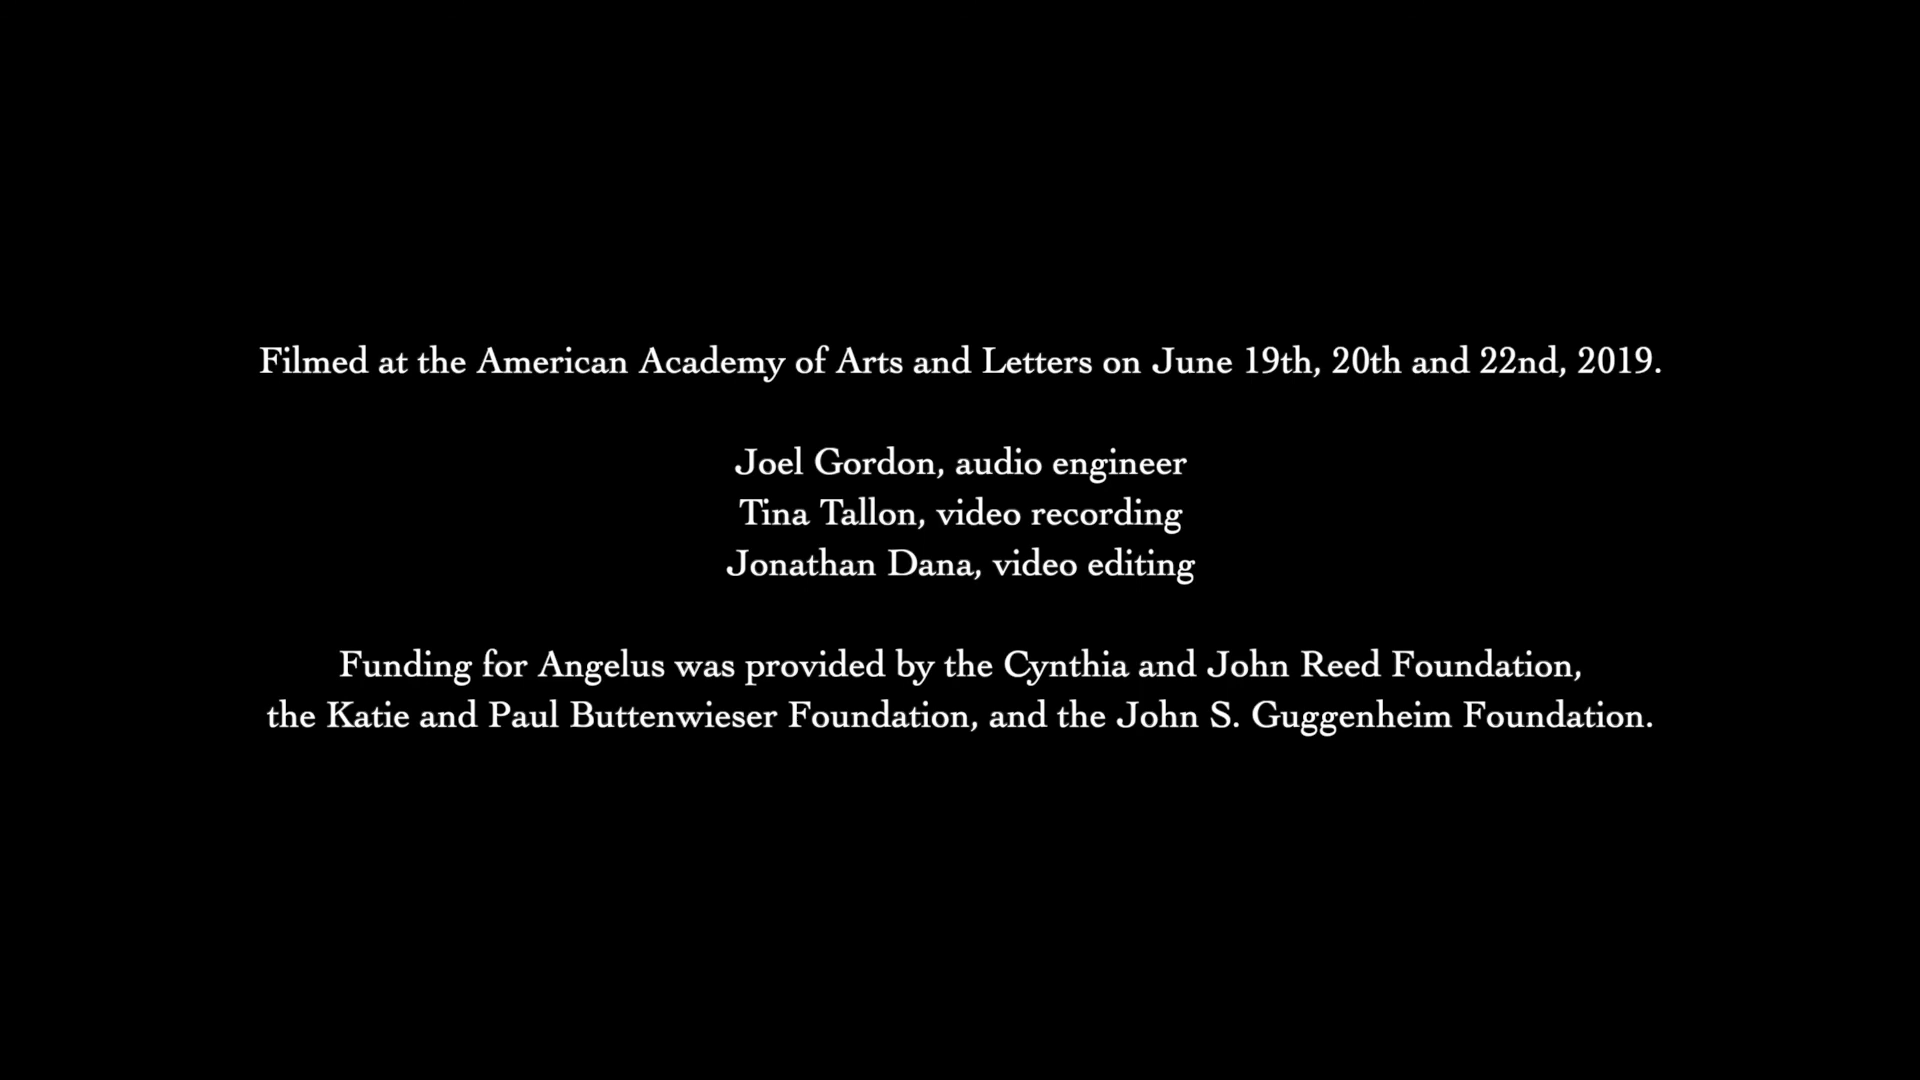 Filmed at the American Academy of Arts and Letters on June 19th, 20th and 22nd, 2019.
Joel Gordon, audio engineer
Tina Tallon, video recording
Jonathan Dana, video editing
Funding for Angelus was provided by the Cynthia and John Reed Foundation,
the Katie and Paul Buttenwieser Foundation, and the John S. Guggenheim Foundation.